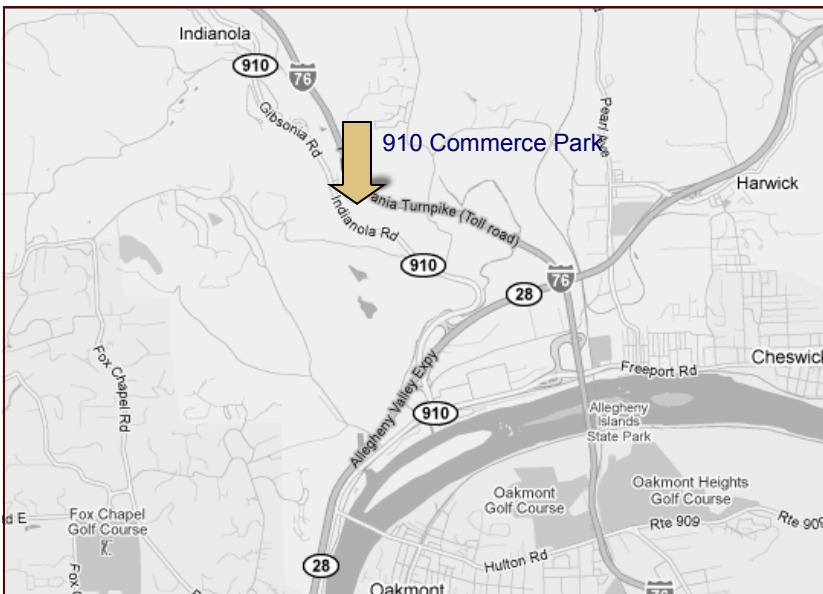 Indianola
910
76
Gibsonia Rd
910 Commerce Park
Pearl Ave
Harwick
ania Turnpike (Toll road)
Indianola Rd
910
76
28
Cheswick
Freeport Rd
Allegheny Valley Expy
Fox Chapel Rd
910
Allegheny
Islands
State Park
Oakmont Heights
Golf Course
Oakmont
Golf Course
Fox Chapel
Golf Course
d E
Rte 909
Rte 909
Hulton Rd
28
Fox C
Oakmont
76